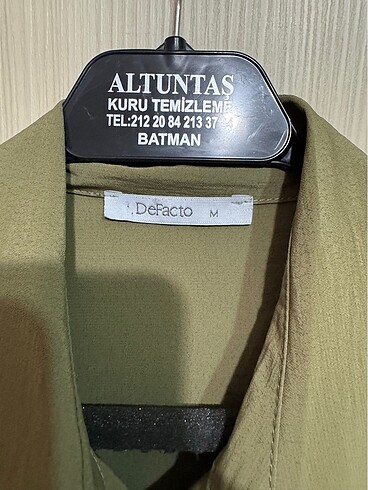 ALTUNTAŞ
KURU TEMİZLEME
TEL:212 20 84 213 37
BATMAN
DeFacto M